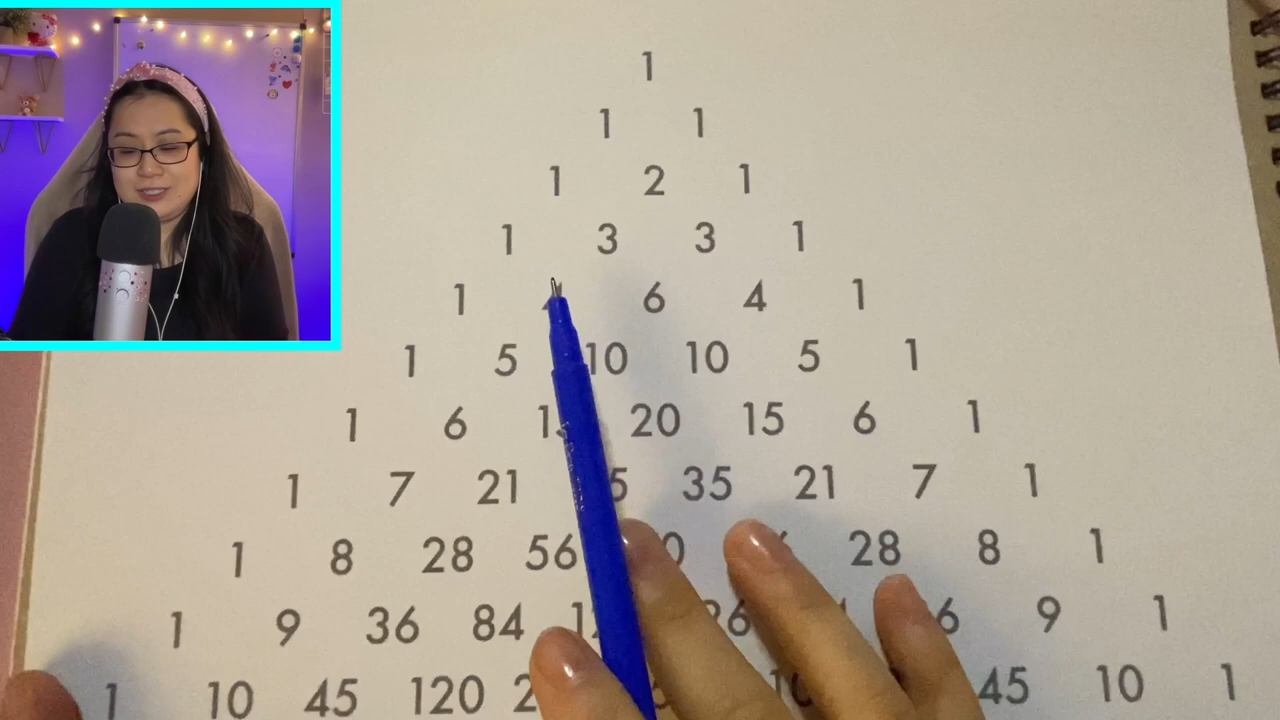 1
1 1
1 2 1
1 3 3 1
1 6 4 1
1 5 10 10 5 1
1 6 20 15 6 1
1 7 21 35 21 7 1
1 8 28 56 28 8 1
1 9 36 84 9 1
1 10 45 120 45 10 1